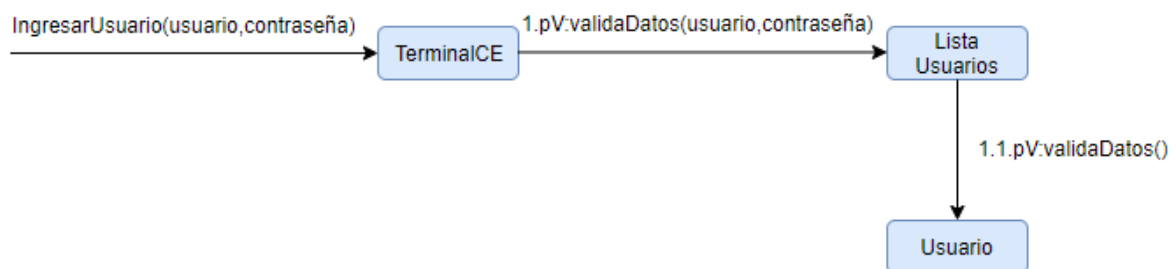 IngresarUsuario(usuario,contraseña)
1.pV:validaDatos(usuario,contraseña)
TerminalCE
Lista
Usuarios
1.1.pV:validaDatos()
Usuario